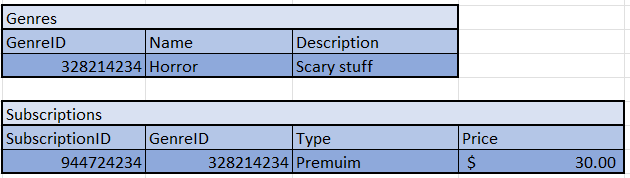 Genres
GenreID Name Description
328214234 Horror Scary stuff
Subscriptions
SubscriptionID GenreID Type Price
944724234 328214234 Premuim $ 30.00